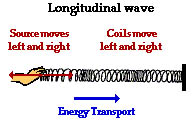 Longitudinal wave
Source moves
left and right
Coils move
left and right
Energy Transport